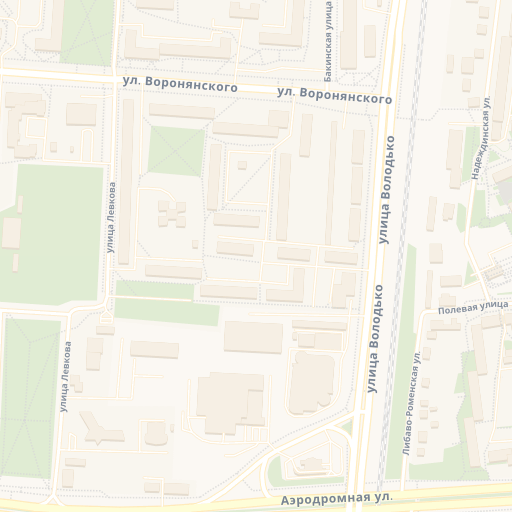 Бакинская улица
ул. Воронянского
ул. Воронянского
Надеждинская ул.
улица Володько
улица Левкова
Полевая улица
улица Володько
улица Левкова
Либаво-Роменская ул.
Аэродромная ул.